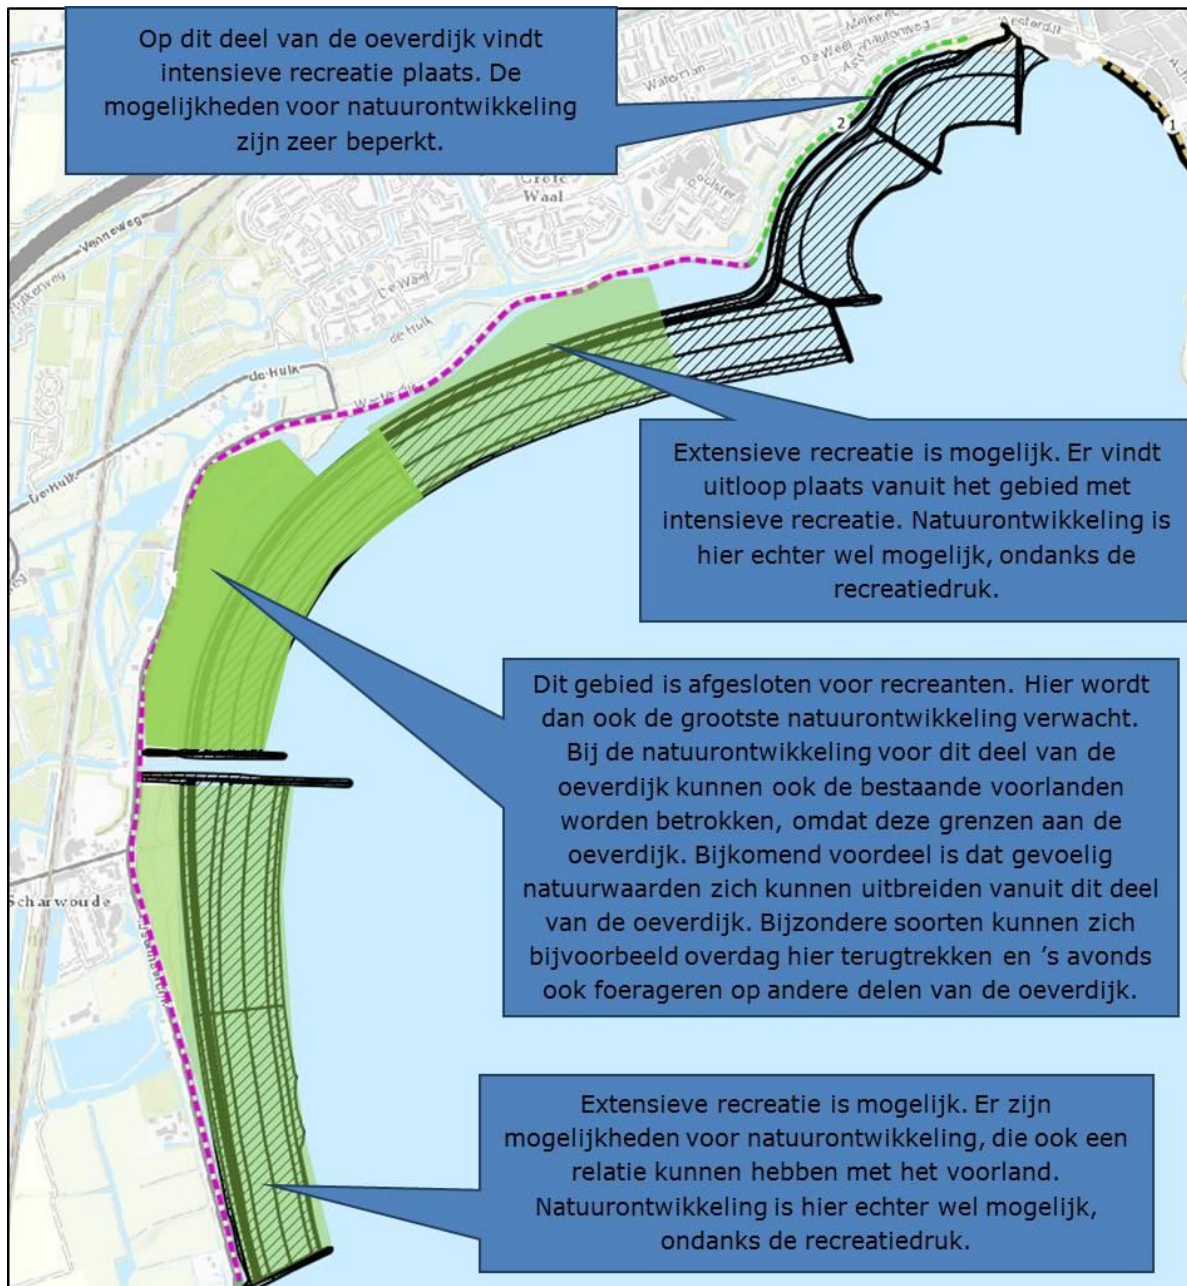 Op dit deel van de oeverdijk vindt
intensieve recreatie plaats. De
mogelijkheden voor natuurontwikkeling
zijn zeer beperkt.
De Weel
Waterman
2
1
Grote
Waal
Poolster
Venneweg
De Waal
de Hulk
de Hulk
De Hulk
Extensieve recreatie is mogelijk. Er vindt
uitloop plaats vanuit het gebied met
intensieve recreatie. Natuurontwikkeling is
hier echter wel mogelijk, ondanks de
recreatiedruk.
Dit gebied is afgesloten voor recreanten. Hier wordt
dan ook de grootste natuurontwikkeling verwacht.
Bij de natuurontwikkeling voor dit deel van de
oeverdijk kunnen ook de bestaande voorlanden
worden betrokken, omdat deze grenzen aan de
oeverdijk. Bijkomend voordeel is dat gevoelig
natuurwaarden zich kunnen uitbreiden vanuit dit deel
van de oeverdijk. Bijzondere soorten kunnen zich
bijvoorbeeld overdag hier terugtrekken en ’s avonds
ook foerageren op andere delen van de oeverdijk.
Scharwoude
Extensieve recreatie is mogelijk. Er zijn
mogelijkheden voor natuurontwikkeling, die ook een
relatie kunnen hebben met het voorland.
Natuurontwikkeling is hier echter wel mogelijk,
ondanks de recreatiedruk.